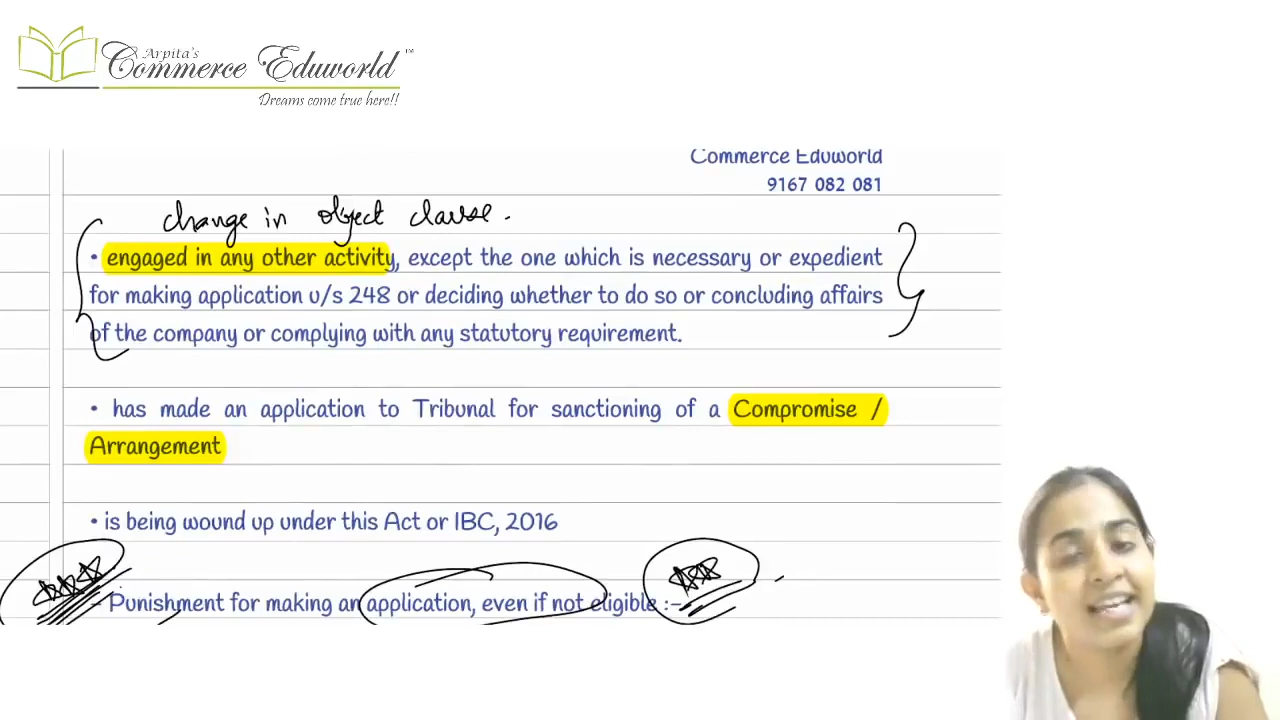 Arpita's
Commerce Eduworld™
Dreams come true here!!
Commerce Eduworld
9167 082 081
change in object clause.
• engaged in any other activity, except the one which is necessary or expedient
for making application u/s 248 or deciding whether to do so or concluding affairs
of the company or complying with any statutory requirement.
• has made an application to Tribunal for sanctioning of a Compromise /
Arrangement
• is being wound up under this Act or IBC, 2016
- Punishment for making an application, even if not eligible :-